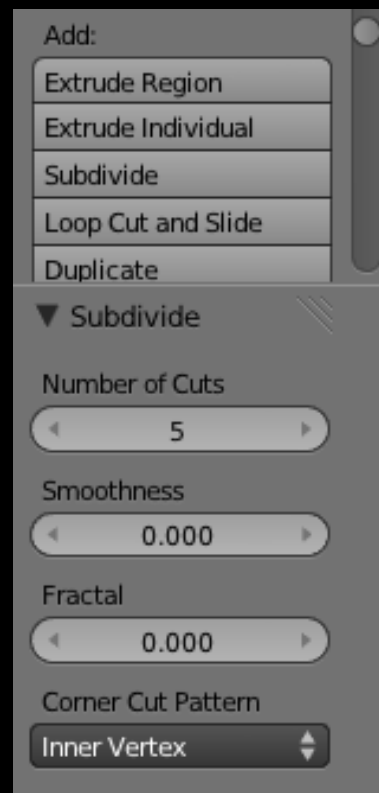 Add:
Extrude Region
Extrude Individual
Subdivide
Loop Cut and Slide
Duplicate
Subdivide
Number of Cuts
5
Smoothness
0.000
Fractal
0.000
Corner Cut Pattern
Inner Vertex